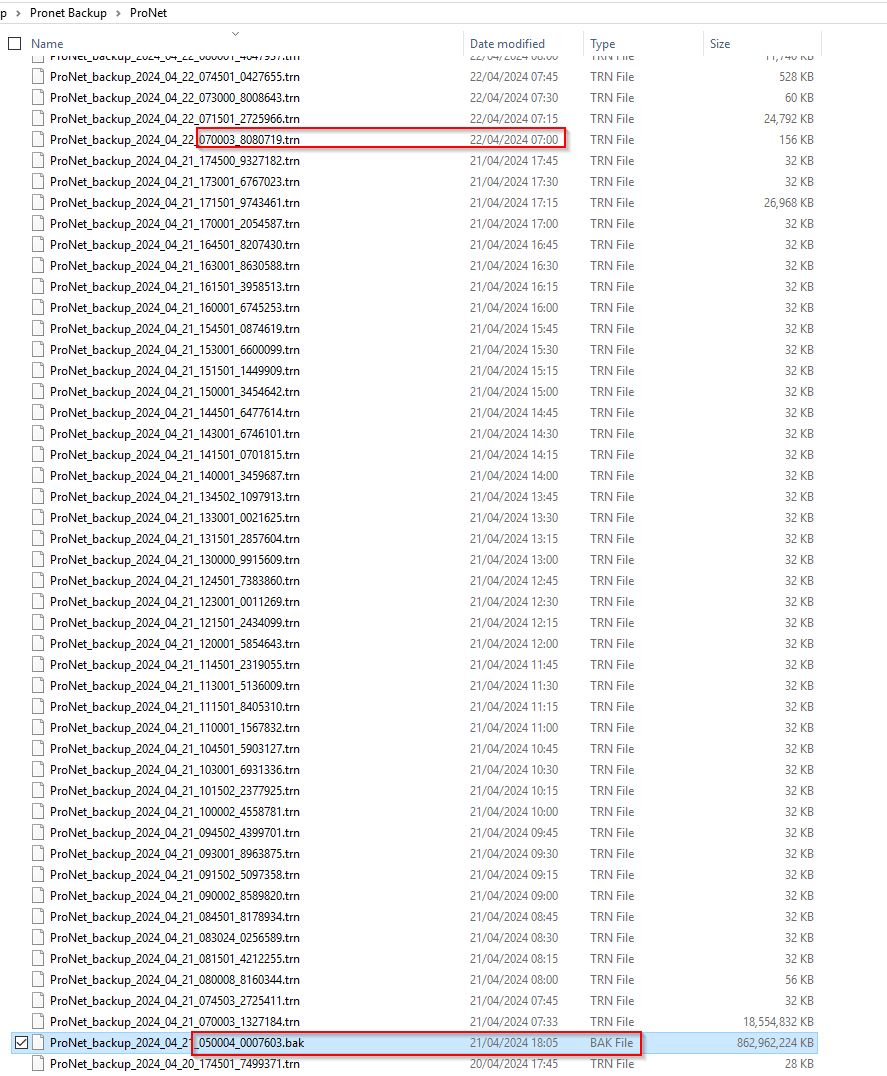 p > Pronet Backup > ProNet
Name Date modified Type Size
ProNet_backup_2024_04_22_080001_4647957.trn 22/04/2024 08:00 TRN File 11,740 KB
ProNet_backup_2024_04_22_074501_0427655.trn 22/04/2024 07:45 TRN File 528 KB
ProNet_backup_2024_04_22_073000_8008643.trn 22/04/2024 07:30 TRN File 60 KB
ProNet_backup_2024_04_22_071501_2725966.trn 22/04/2024 07:15 TRN File 24,792 KB
ProNet_backup_2024_04_22_070003_8080719.trn 22/04/2024 07:00 TRN File 156 KB
ProNet_backup_2024_04_21_174500_9327182.trn 21/04/2024 17:45 TRN File 32 KB
ProNet_backup_2024_04_21_173001_6767023.trn 21/04/2024 17:30 TRN File 32 KB
ProNet_backup_2024_04_21_171501_9743461.trn 21/04/2024 17:15 TRN File 26,968 KB
ProNet_backup_2024_04_21_170001_2054587.trn 21/04/2024 17:00 TRN File 32 KB
ProNet_backup_2024_04_21_164501_8207430.trn 21/04/2024 16:45 TRN File 32 KB
ProNet_backup_2024_04_21_163001_8630588.trn 21/04/2024 16:30 TRN File 32 KB
ProNet_backup_2024_04_21_161501_3958513.trn 21/04/2024 16:15 TRN File 32 KB
ProNet_backup_2024_04_21_160001_6745253.trn 21/04/2024 16:00 TRN File 32 KB
ProNet_backup_2024_04_21_154501_0874619.trn 21/04/2024 15:45 TRN File 32 KB
ProNet_backup_2024_04_21_153001_6600099.trn 21/04/2024 15:30 TRN File 32 KB
ProNet_backup_2024_04_21_151501_1449909.trn 21/04/2024 15:15 TRN File 32 KB
ProNet_backup_2024_04_21_150001_3454642.trn 21/04/2024 15:00 TRN File 32 KB
ProNet_backup_2024_04_21_144501_6477614.trn 21/04/2024 14:45 TRN File 32 KB
ProNet_backup_2024_04_21_143001_6746101.trn 21/04/2024 14:30 TRN File 32 KB
ProNet_backup_2024_04_21_141501_0701815.trn 21/04/2024 14:15 TRN File 32 KB
ProNet_backup_2024_04_21_140001_3459687.trn 21/04/2024 14:00 TRN File 32 KB
ProNet_backup_2024_04_21_134502_1097913.trn 21/04/2024 13:45 TRN File 32 KB
ProNet_backup_2024_04_21_133001_0021625.trn 21/04/2024 13:30 TRN File 32 KB
ProNet_backup_2024_04_21_131501_2857604.trn 21/04/2024 13:15 TRN File 32 KB
ProNet_backup_2024_04_21_130000_9915609.trn 21/04/2024 13:00 TRN File 32 KB
ProNet_backup_2024_04_21_124501_7383860.trn 21/04/2024 12:45 TRN File 32 KB
ProNet_backup_2024_04_21_123001_0011269.trn 21/04/2024 12:30 TRN File 32 KB
ProNet_backup_2024_04_21_121501_2434099.trn 21/04/2024 12:15 TRN File 32 KB
ProNet_backup_2024_04_21_120001_5854643.trn 21/04/2024 12:00 TRN File 32 KB
ProNet_backup_2024_04_21_114501_2319055.trn 21/04/2024 11:45 TRN File 32 KB
ProNet_backup_2024_04_21_113001_5136009.trn 21/04/2024 11:30 TRN File 32 KB
ProNet_backup_2024_04_21_111501_8405310.trn 21/04/2024 11:15 TRN File 32 KB
ProNet_backup_2024_04_21_110001_1567832.trn 21/04/2024 11:00 TRN File 32 KB
ProNet_backup_2024_04_21_104501_5903127.trn 21/04/2024 10:45 TRN File 32 KB
ProNet_backup_2024_04_21_103001_6931336.trn 21/04/2024 10:30 TRN File 32 KB
ProNet_backup_2024_04_21_101502_2377925.trn 21/04/2024 10:15 TRN File 32 KB
ProNet_backup_2024_04_21_100002_4558781.trn 21/04/2024 10:00 TRN File 32 KB
ProNet_backup_2024_04_21_094502_4399701.trn 21/04/2024 09:45 TRN File 32 KB
ProNet_backup_2024_04_21_093001_8963875.trn 21/04/2024 09:30 TRN File 32 KB
ProNet_backup_2024_04_21_091502_5097358.trn 21/04/2024 09:15 TRN File 32 KB
ProNet_backup_2024_04_21_090002_8589820.trn 21/04/2024 09:00 TRN File 32 KB
ProNet_backup_2024_04_21_084501_8178934.trn 21/04/2024 08:45 TRN File 32 KB
ProNet_backup_2024_04_21_083024_0256589.trn 21/04/2024 08:30 TRN File 32 KB
ProNet_backup_2024_04_21_081501_4212255.trn 21/04/2024 08:15 TRN File 32 KB
ProNet_backup_2024_04_21_080008_8160344.trn 21/04/2024 08:00 TRN File 56 KB
ProNet_backup_2024_04_21_074503_2725411.trn 21/04/2024 07:45 TRN File 32 KB
ProNet_backup_2024_04_21_070003_1327184.trn 21/04/2024 07:33 TRN File 18,554,832 KB
ProNet_backup_2024_04_21_050004_0007603.bak 21/04/2024 18:05 BAK File 862,962,224 KB
ProNet_backup_2024_04_20_174501_7499371.trn 20/04/2024 17:45 TRN File 28 KB